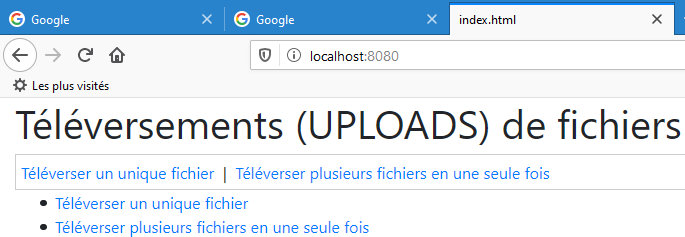 Google
Google
index.html
localhost:8080
Les plus visités
Téléversements (UPLOADS) de fichiers
Téléverser un unique fichier | Téléverser plusieurs fichiers en une seule fois
Téléverser un unique fichier
Téléverser plusieurs fichiers en une seule fois